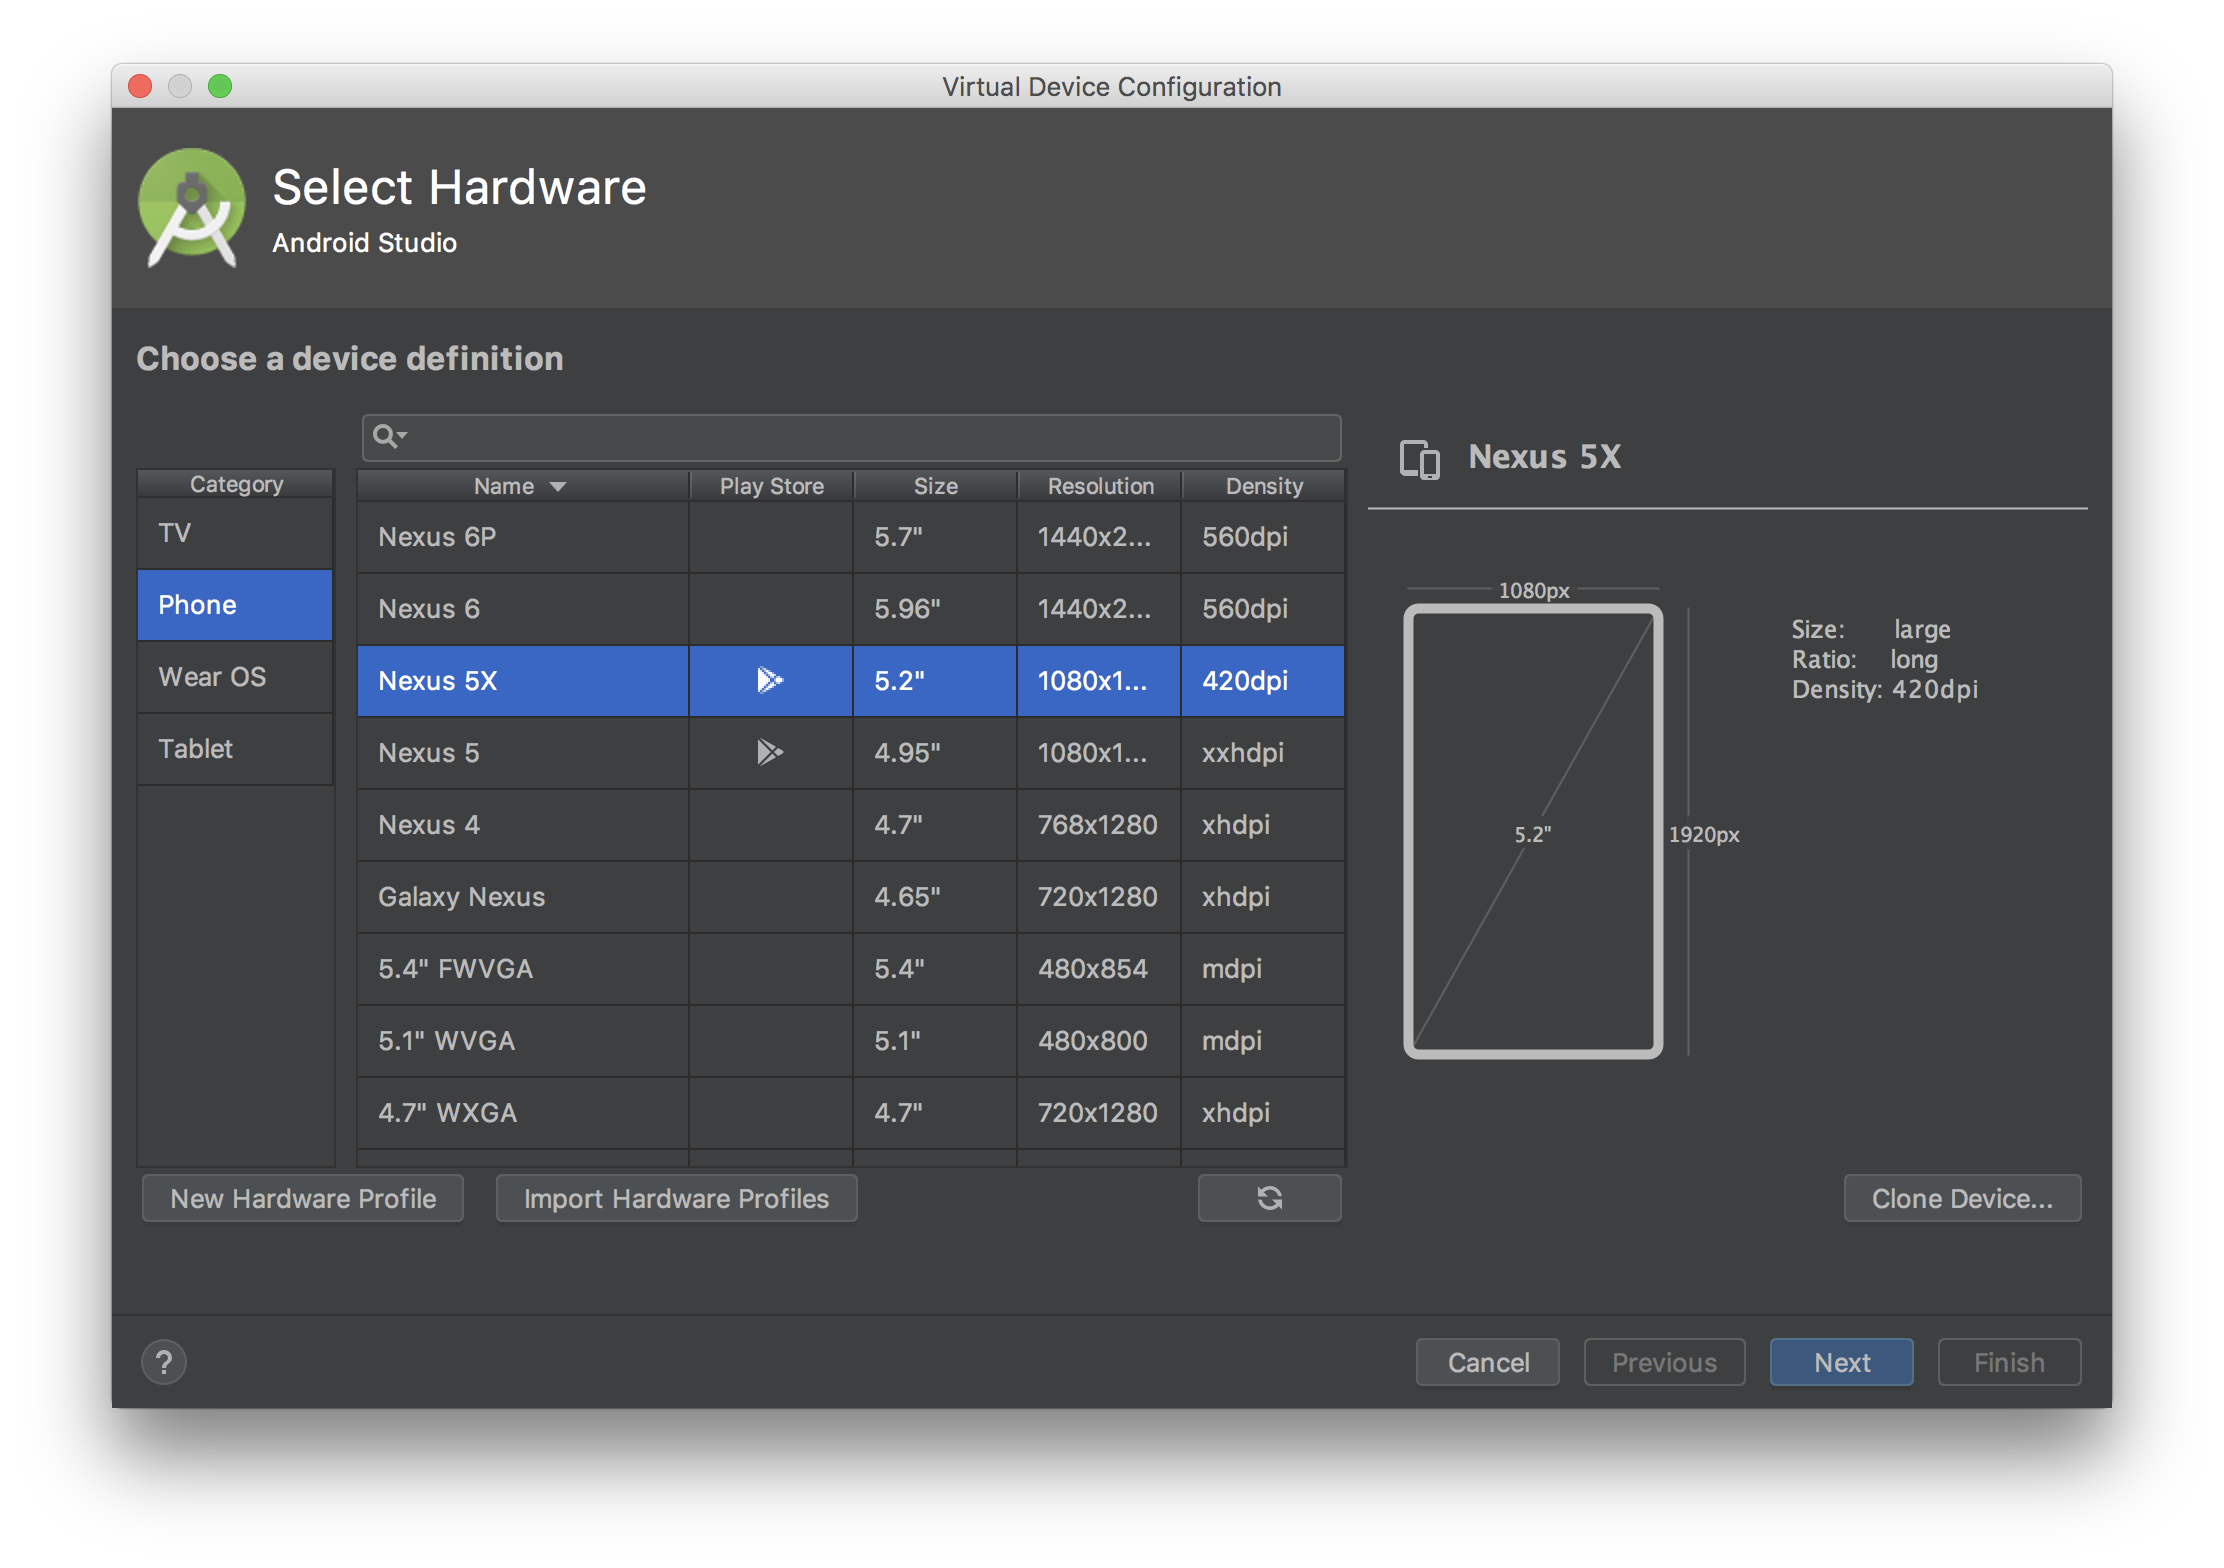 Virtual Device Configuration
Select Hardware
Android Studio
Choose a device definition
Category
TV
Phone
Wear OS
Tablet
Name Play Store Size Resolution Density
Nexus 6P 5.7" 1440x2... 560dpi
Nexus 6 5.96" 1440x2... 560dpi
Nexus 5X 5.2" 1080x1... 420dpi
Nexus 5 4.95" 1080x1... xxhdpi
Nexus 4 4.7" 768x1280 xhdpi
Galaxy Nexus 4.65" 720x1280 xhdpi
5.4" FWVGA 5.4" 480x854 mdpi
5.1" WVGA 5.1" 480x800 mdpi
4.7" WXGA 4.7" 720x1280 xhdpi
Nexus 5X
1080px
5.2"
1920px
Size: large
Ratio: long
Density: 420dpi
New Hardware Profile Import Hardware Profiles Clone Device...
? Cancel Previous Next Finish